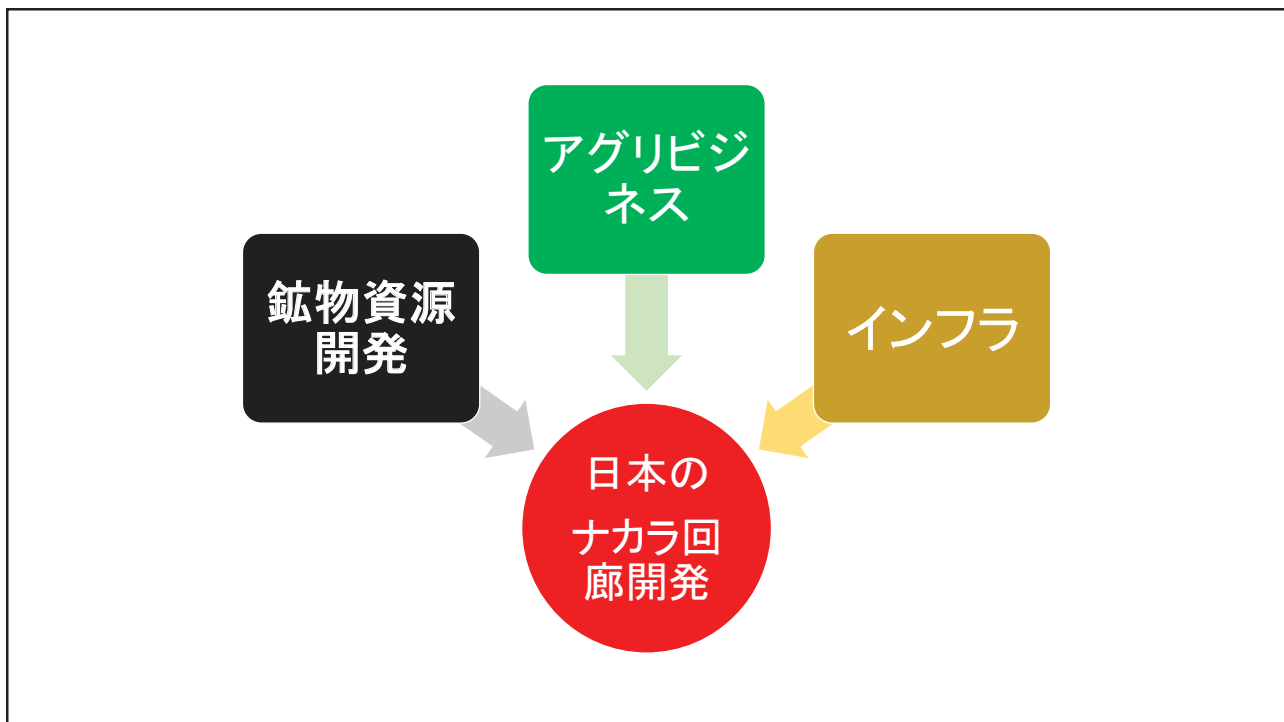 アグリビジ
ネス
鉱物資源
開発
インフラ
日本の
ナカラ回
廊開発